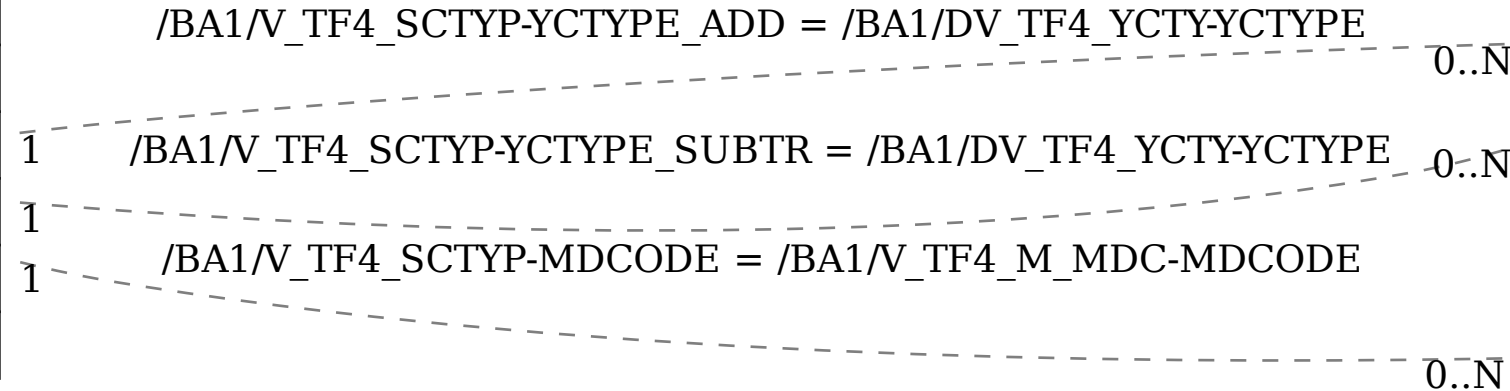 /BA1/V_TF4_SCTYP-YCTYPE_ADD = /BA1/DV_TF4_YCTY-YCTYPE
0..N
1
/BA1/V_TF4_SCTYP-YCTYPE_SUBTR = /BA1/DV_TF4_YCTY-YCTYPE
0..N
1
/BA1/V_TF4_SCTYP-MDCODE = /BA1/V_TF4_M_MDC-MDCODE
1
0..N